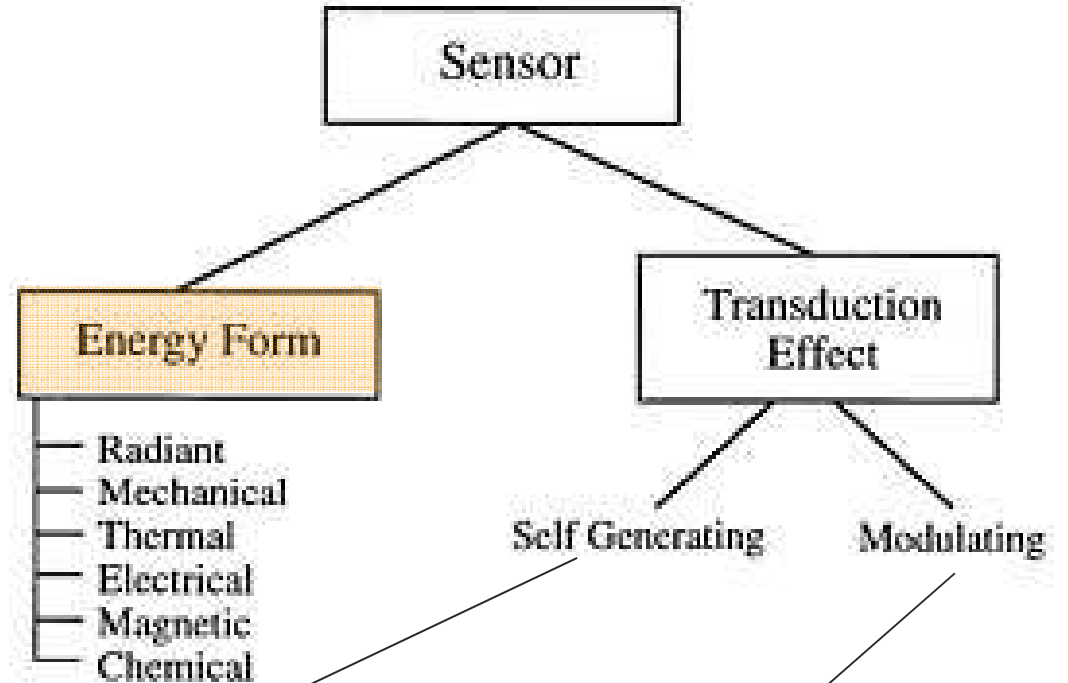 Sensor
Energy Form
Transduction
Effect
Radiant
Mechanical
Thermal
Electrical
Magnetic
Chemical
Self Generating
Modulating